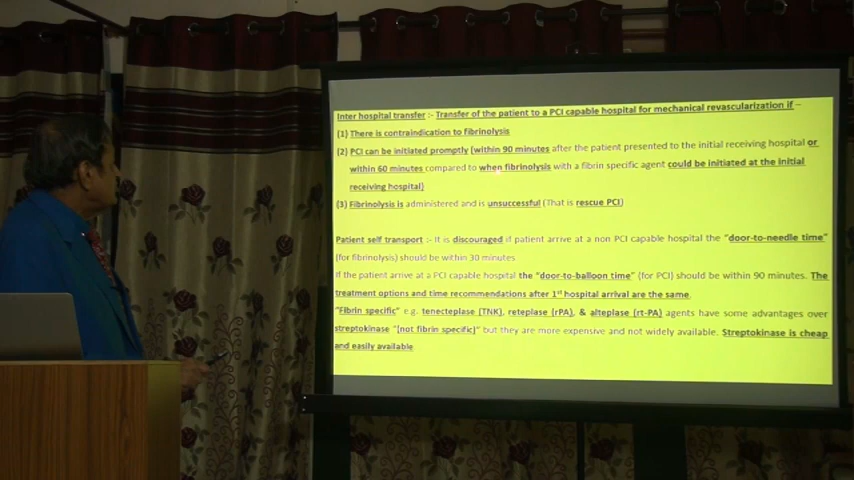 Inter hospital transfer :- Transfer of the patient to a PCI capable hospital for mechanical revascularization if –
(1) There is contraindication to fibrinolysis
(2) PCI can be initiated promptly (within 90 minutes after the patient presented to the initial receiving hospital or
within 60 minutes compared to when fibrinolysis with a fibrin specific agent could be initiated at the initial
receiving hospital)
(3) Fibrinolysis is administered and is unsuccessful (That is rescue PCI)
Patient self transport :- It is discouraged if patient arrive at a non PCI capable hospital the "door-to-needle time"
(for fibrinolysis) should be within 30 minutes.
If the patient arrive at a PCI capable hospital the "door-to-balloon time" (for PCI) should be within 90 minutes. The
treatment options and time recommendations after 1st hospital arrival are the same.
"Fibrin specific" e.g. tenecteplase (TNK), reteplase (rPA), & alteplase (rt-PA) agents have some advantages over
streptokinase "(not fibrin specific)" but they are more expensive and not widely available. Streptokinase is cheap
and easily available.